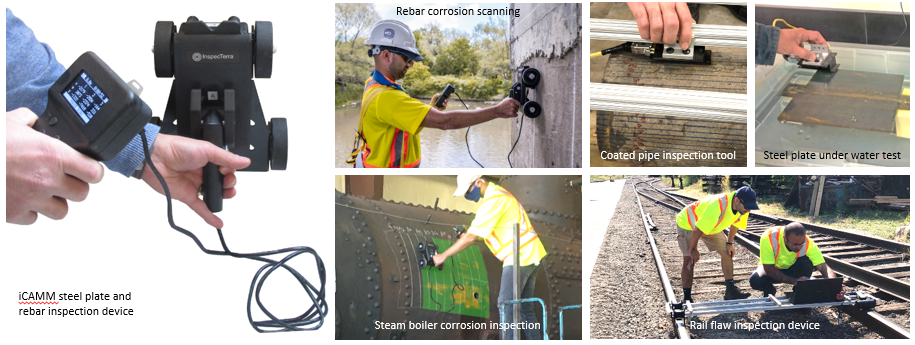 InspecTerra
iCAMM steel plate and
rebar inspection device
Rebar corrosion scanning
Coated pipe inspection tool
Steel plate under water test
Steam boiler corrosion inspection
Rail flaw inspection device